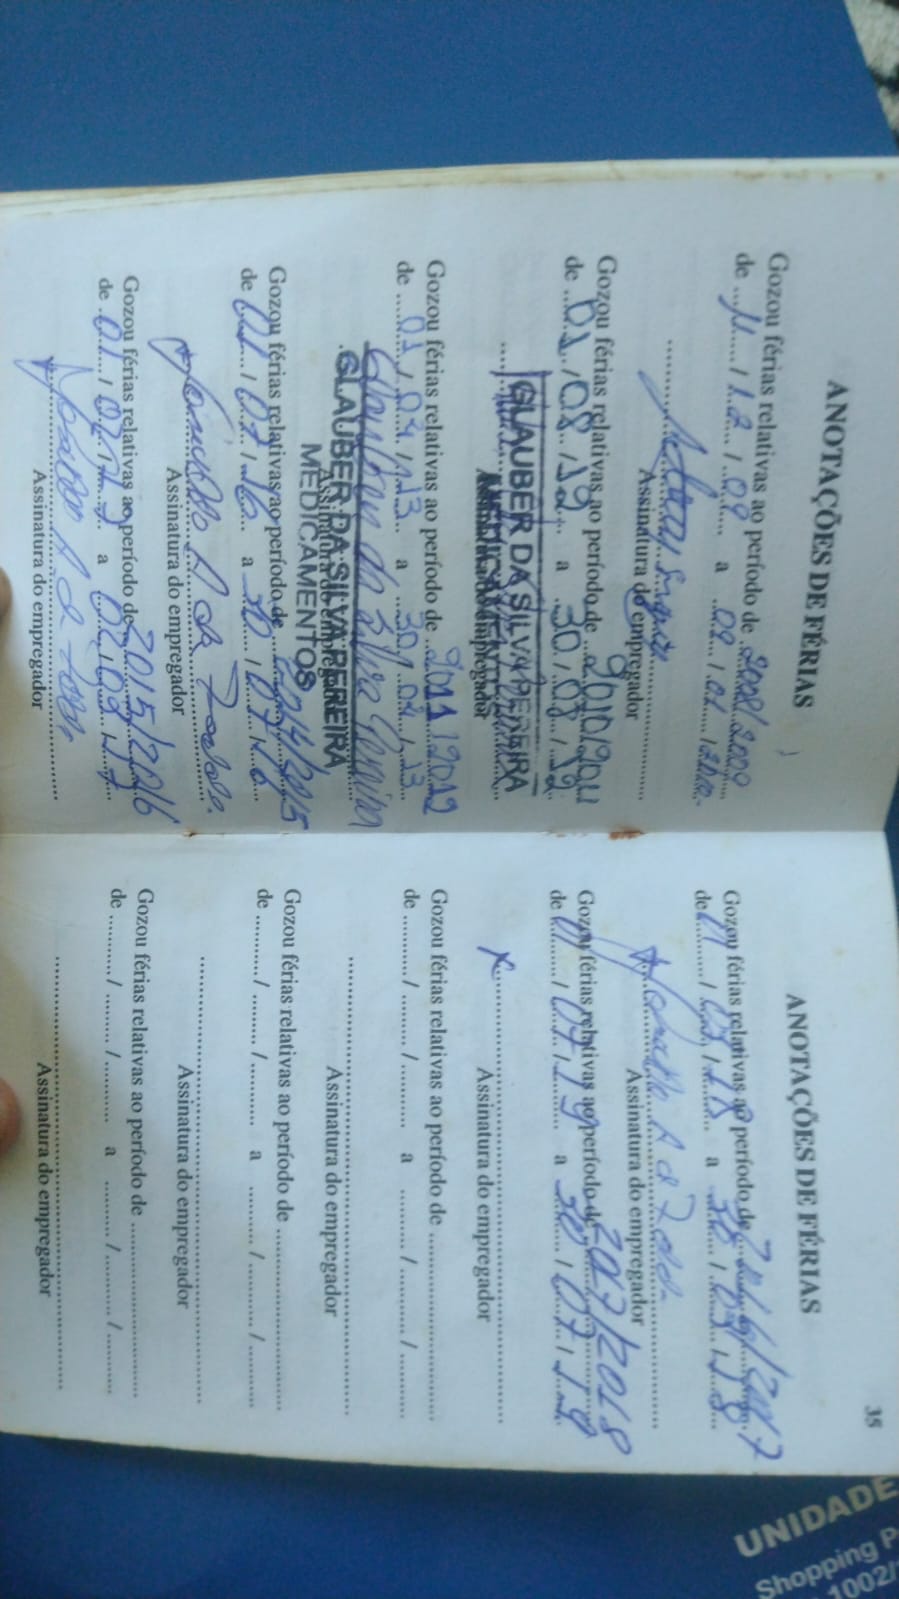 ANOTAÇÕES DE FÉRIAS
Gozou férias relativas ao período de 2008/2009
de 11 / 12 / 09 a 09 / 01 / 2010
Assinatura do empregador
Gozou férias relativas ao período de 2010/2011
de 01 / 08 / 12 a 30 / 08 / 12
GLAUBER DA SILVA PEREIRA
MEDICAMENTOS
Assinatura do empregador
Gozou férias relativas ao período de 2011/2012
de 01 / 04 / 13 a 30 / 04 / 13
Glauber da Silva Pereira
GLAUBER DA SILVA PEREIRA
MEDICAMENTOS
Assinatura do empregador
Gozou férias relativas ao período de 2014/2015
de 01 / 07 / 16 a 30 / 07 / 16
Assinatura do empregador
Gozou férias relativas ao período de 2015/2016
de 01 / 07 / 17 a
Assinatura do empregador
35
ANOTAÇÕES DE FÉRIAS
Gozou férias relativas ao período de 2016/2017
de 01 / 03 / 18 a 30 / 03 / 18
Assinatura do empregador
Gozou férias relativas ao período de 2017/2018
de 01 / 07 / 19 a 30 / 07 / 19
x
Assinatura do empregador
Gozou férias relativas ao período de
de / / a / /
Assinatura do empregador
Gozou férias relativas ao período de
de / / a / /
Assinatura do empregador
Gozou férias relativas ao período de
de / / a / /
Assinatura do empregador
UNIDADE
Shopping P
1002/